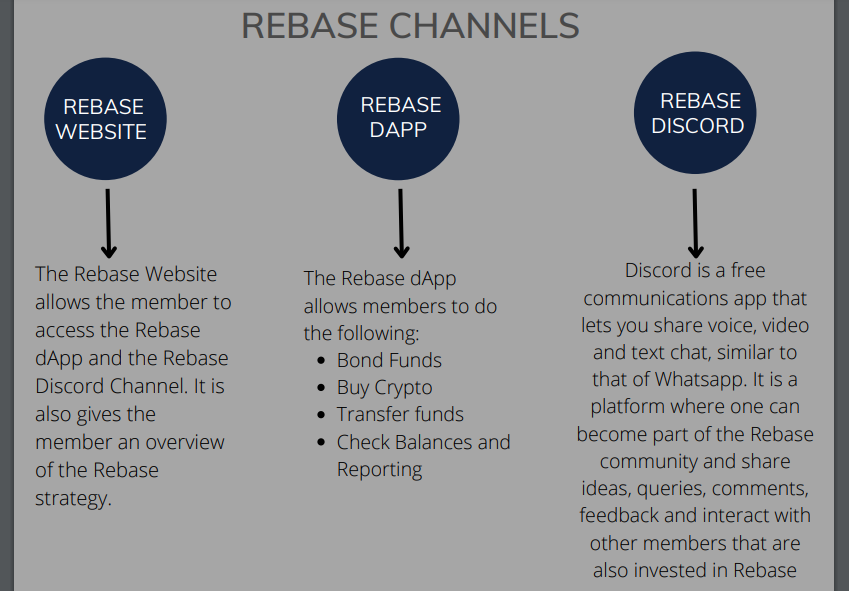 REBASE CHANNELS
REBASE
WEBSITE
The Rebase Website
allows the member to
access the Rebase
dApp and the Rebase
Discord Channel. It is
also gives the
member an overview
of the Rebase
strategy.
REBASE
DAPP
The Rebase dApp
allows members to do
the following:
• Bond Funds
• Buy Crypto
• Transfer funds
• Check Balances and
Reporting
REBASE
DISCORD
Discord is a free
communications app that
lets you share voice, video
and text chat, similar to
that of Whatsapp. It is a
platform where one can
become part of the Rebase
community and share
ideas, queries, comments,
feedback and interact with
other members that are
also invested in Rebase